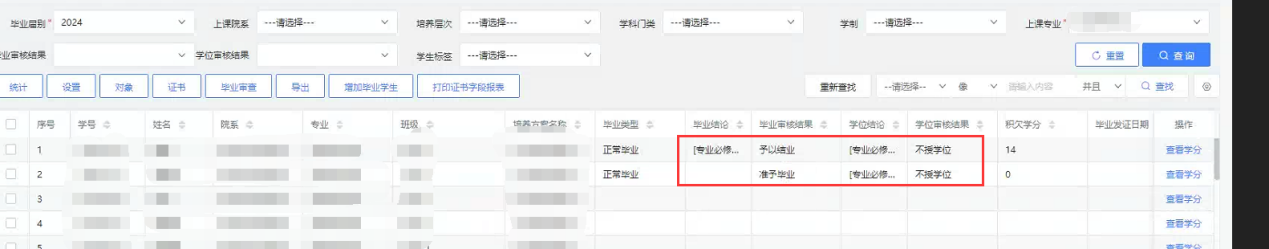 毕业届别* 2024 上课院系 ---请选择--- 培养层次 ---请选择--- 学科门类 ---请选择--- 学制 ---请选择--- 上课专业*
业审核结果 学位审核结果 学生标签 ---请选择--- 重置 查询
统计 设置 对象 证书 毕业审查 导出 增加毕业学生 打印证书字段报表 重新查找 --请选择-- 像 请输入内容 并且 查找
序号 学号 姓名 院系 专业 班级 培养方案名称 毕业类型 毕业结论 毕业审核结果 学位结论 学位审核结果 积欠学分 毕业发证日期 操作
1 正常毕业 [专业必修... 予以结业 [专业必修... 不授学位 14 查看学分
2 正常毕业 准予毕业 [专业必修... 不授学位 0 查看学分
3 查看学分
4 查看学分
5 查看学分